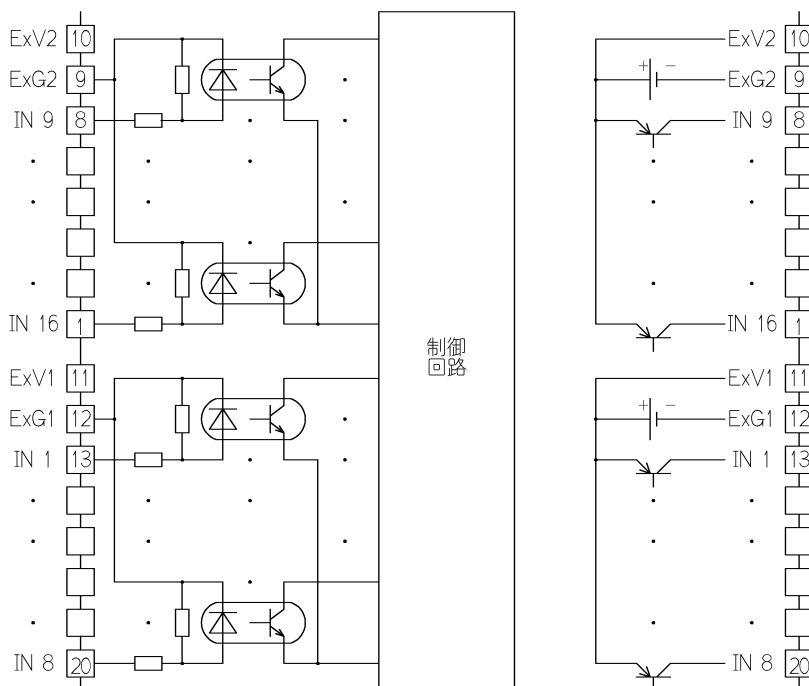 ExV2 10
ExG2 9
IN 9 8
IN 16 1
ExV1 11
ExG1 12
IN 1 13
IN 8 20
制御
回路
ExV2 10
+ −
ExG2 9
IN 9 8
IN 16 1
ExV1 11
+ −
ExG1 12
IN 1 13
IN 8 20